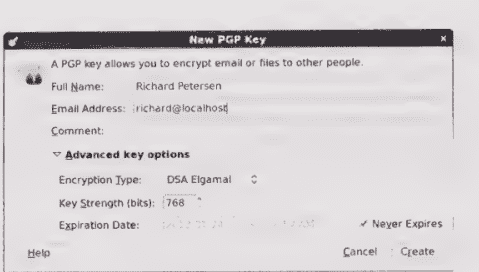 New PGP Key
A PGP key allows you to encrypt email or files to other people.
Full Name: Richard Petersen
Email Address: richard@localhost
Comment:
Advanced key options
Encryption Type: DSA Elgamal
Key Strength (bits): 768
Expiration Date: ✓ Never Expires
Help Cancel Create